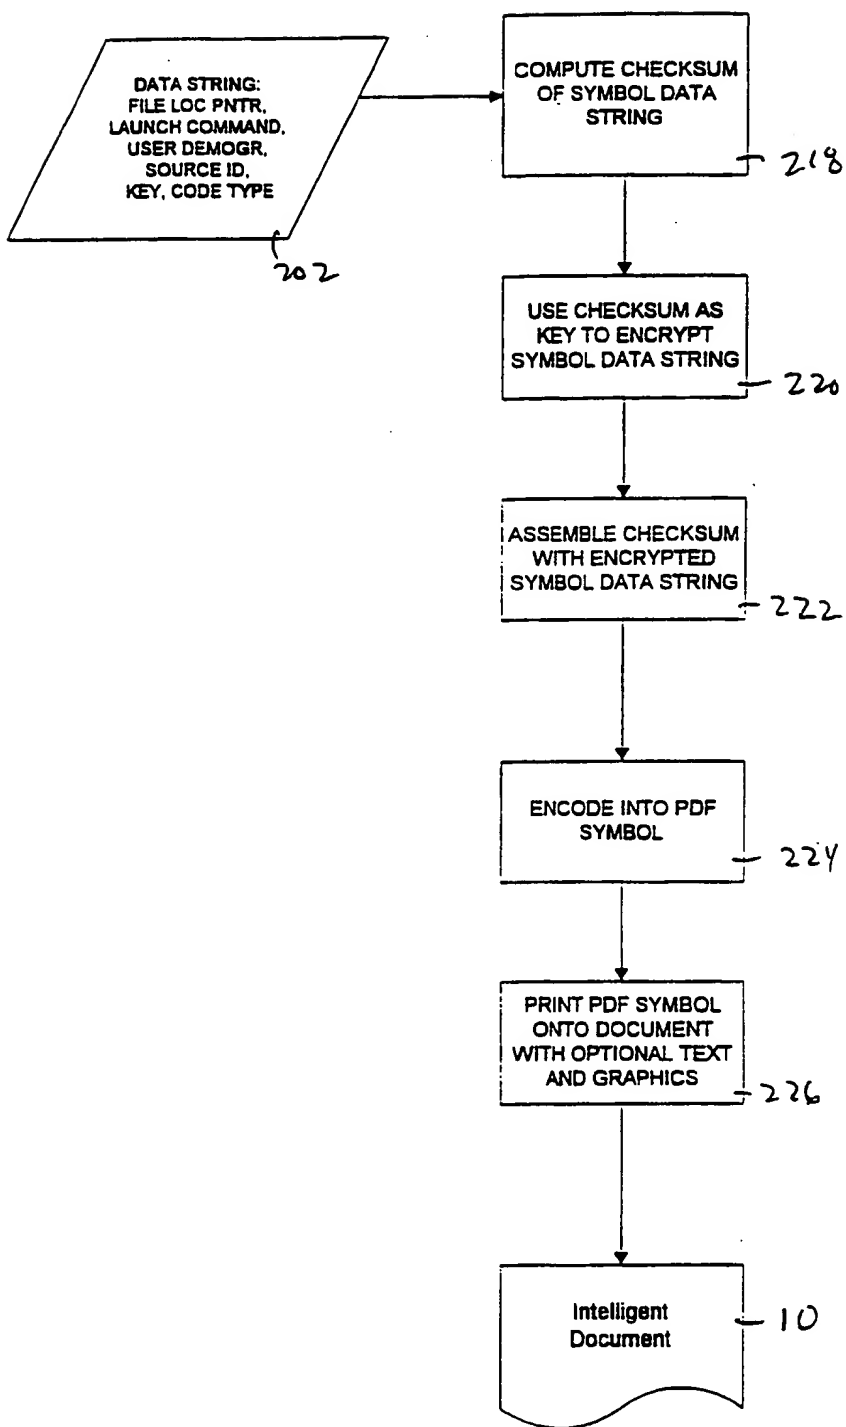 DATA STRING:
FILE LOC PNTR,
LAUNCH COMMAND,
USER DEMOGR,
SOURCE ID,
KEY, CODE TYPE
202
COMPUTE CHECKSUM
OF SYMBOL DATA
STRING
218
USE CHECKSUM AS
KEY TO ENCRYPT
SYMBOL DATA STRING
220
ASSEMBLE CHECKSUM
WITH ENCRYPTED
SYMBOL DATA STRING
222
ENCODE INTO PDF
SYMBOL
224
PRINT PDF SYMBOL
ONTO DOCUMENT
WITH OPTIONAL TEXT
AND GRAPHICS
226
Intelligent
Document
10